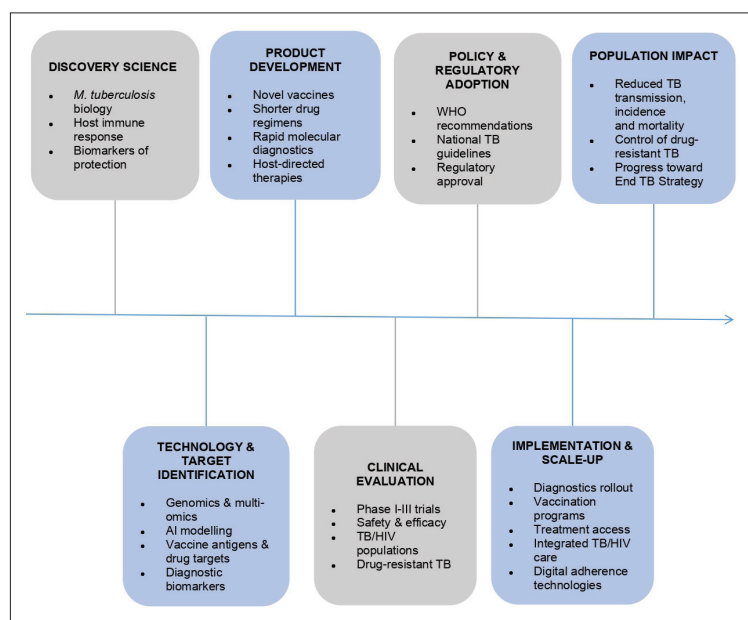 DISCOVERY SCIENCE
• M. tuberculosis
biology
• Host immune
response
• Biomarkers of
protection
PRODUCT
DEVELOPMENT
• Novel vaccines
• Shorter drug
regimens
• Rapid molecular
diagnostics
• Host-directed
therapies
POLICY &
REGULATORY
ADOPTION
• WHO
recommendations
• National TB
guidelines
• Regulatory
approval
POPULATION IMPACT
• Reduced TB
transmission,
incidence
and mortality
• Control of drug-
resistant TB
• Progress toward
End TB Strategy
TECHNOLOGY &
TARGET
IDENTIFICATION
• Genomics & multi-
omics
• AI modelling
• Vaccine antigens &
drug targets
• Diagnostic
biomarkers
CLINICAL
EVALUATION
• Phase I-III trials
• Safety & efficacy
• TB/HIV
populations
• Drug-resistant TB
IMPLEMENTATION &
SCALE-UP
• Diagnostics rollout
• Vaccination
programs
• Treatment access
• Integrated TB/HIV
care
• Digital adherence
technologies